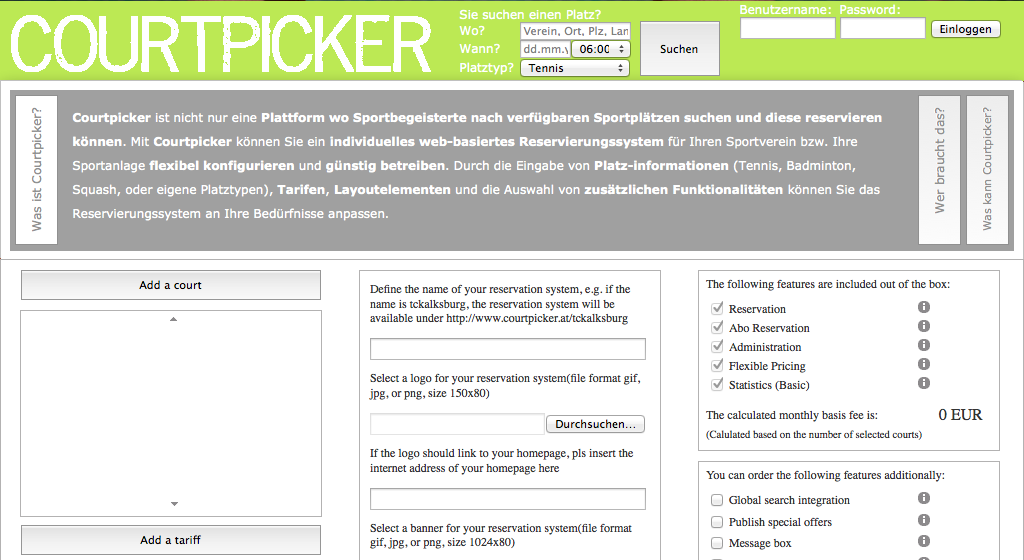 COURTPICKER
Sie suchen einen Platz?
Wo? Verein, Ort, Plz, Lan
Wann? dd.mm.y 06:00
Platztyp? Tennis
Suchen
Benutzername: Password:
Einloggen
Was ist Courtpicker?
Courtpicker ist nicht nur eine Plattform wo Sportbegeisterte nach verfügbaren Sportplätzen suchen und diese reservieren
können. Mit Courtpicker können Sie ein individuelles web-basiertes Reservierungssystem für Ihren Sportverein bzw. Ihre
Sportanlage flexibel konfigurieren und günstig betreiben. Durch die Eingabe von Platz-informationen (Tennis, Badminton,
Squash, oder eigene Platztypen), Tarifen, Layoutelementen und die Auswahl von zusätzlichen Funktionalitäten können Sie das
Reservierungssystem an Ihre Bedürfnisse anpassen.
Wer braucht das?
Was kann Courtpicker?
Add a court
Add a tariff
Define the name of your reservation system, e.g. if the
name is tckalksburg, the reservation system will be
available under http://www.courtpicker.at/tckalksburg
Select a logo for your reservation system(file format gif,
jpg, or png, size 150x80)
Durchsuchen...
If the logo should link to your homepage, pls insert the
internet address of your homepage here
Select a banner for your reservation system(file format
gif, jpg, or png, size 1024x80)
The following features are included out of the box:
Reservation
Abo Reservation
Administration
Flexible Pricing
Statistics (Basic)
The calculated monthly basis fee is: 0 EUR
(Calulated based on the number of selected courts)
You can order the following features additionally:
Global search integration
Publish special offers
Message box